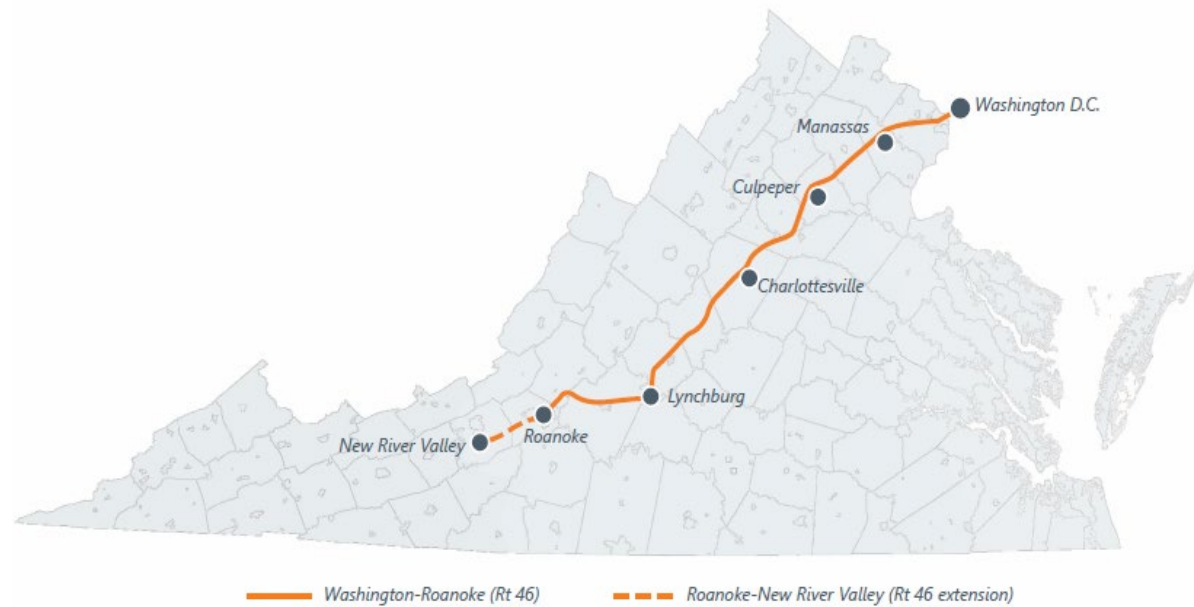 Washington D.C.
Manassas
Culpeper
Charlottesville
Lynchburg
Roanoke
New River Valley
Washington-Roanoke (Rt 46)
Roanoke-New River Valley (Rt 46 extension)